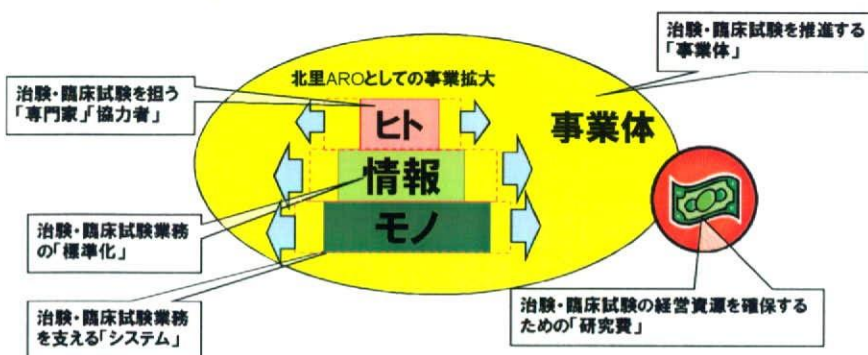 治験・臨床試験を推進する
「事業体」
北里AROとしての事業拡大
治験・臨床試験を担う
「専門家」「協力者」
ヒト
事業体
情報
モノ
治験・臨床試験業務
の「標準化」
治験・臨床試験の経営資源を確保する
ための「研究費」
治験・臨床試験業務
を支える「システム」